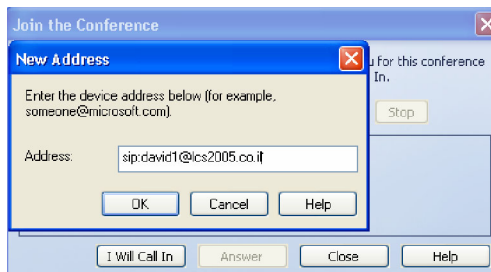 Join the Conference
New Address
u for this conference
In.
Enter the device address below (for example,
someone@microsoft.com).
Stop
Address:
sip:david1@lcs2005.co.il
OK
Cancel
Help
I Will Call In
Answer
Close
Help